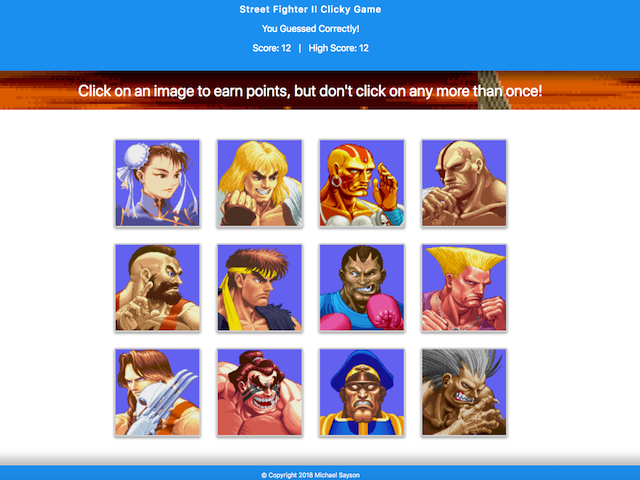 Street Fighter II Clicky Game
You Guessed Correctly!
Score: 12 | High Score: 12
Click on an image to earn points, but don't click on any more than once!
© Copyright 2018 Michael Sayson